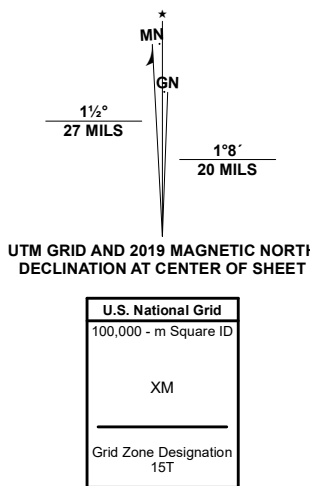 MN
GN
1½°
27 MILS
1°8´
20 MILS
UTM GRID AND 2019 MAGNETIC NORTH
DECLINATION AT CENTER OF SHEET
U.S. National Grid
100,000 - m Square ID
XM
Grid Zone Designation
15T